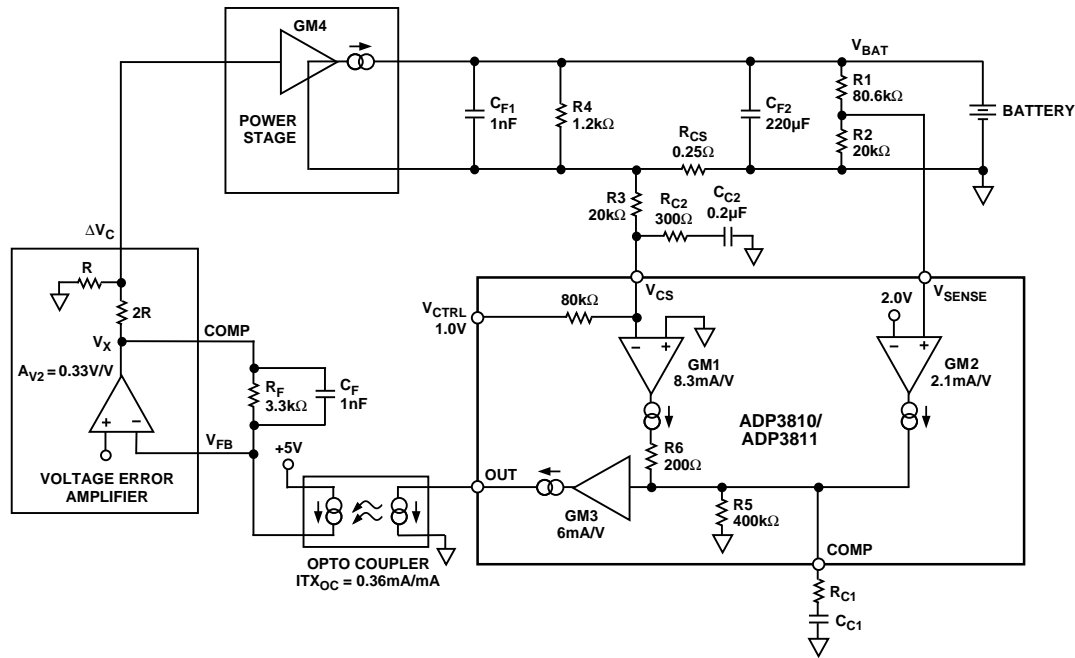 GM4
POWER
STAGE
C_F1
1nF
R4
1.2kΩ
C_F2
220µF
V_BAT
R1
80.6kΩ
R2
20kΩ
BATTERY
R_CS
0.25Ω
R3
20kΩ
R_C2
300Ω
C_C2
0.2µF
ΔV_C
R
2R
V_X
COMP
A_V2 = 0.33V/V
R_F
3.3kΩ
C_F
1nF
+
–
V_FB
VOLTAGE ERROR
AMPLIFIER
+5V
OPTO COUPLER
ITX_OC = 0.36mA/mA
OUT
V_CTRL
1.0V
80kΩ
V_CS
–
+
GM1
8.3mA/V
2.0V
V_SENSE
–
+
GM2
2.1mA/V
ADP3810/
ADP3811
R6
200Ω
GM3
6mA/V
R5
400kΩ
COMP
R_C1
C_C1